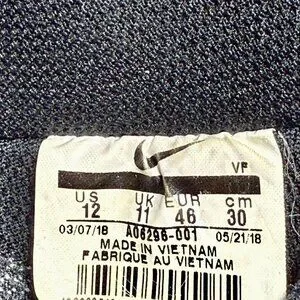 VF
US UK EUR cm
12 11 46 30
03/07/18 AO6296-001 05/21/18
MADE IN VIETNAM
FABRIQUE AU VIETNAM